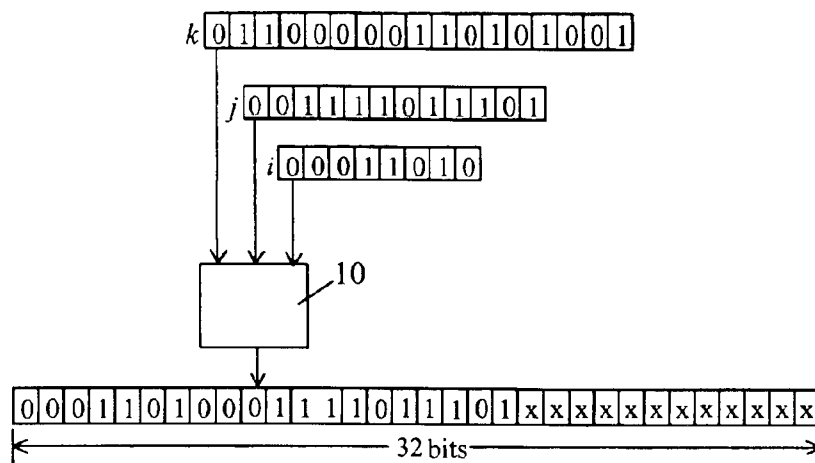 k 0 1 1 0 0 0 0 0 1 1 0 1 0 1 0 0 1
j 0 0 1 1 1 1 0 1 1 1 0 1
i 0 0 0 1 1 0 1 0
10
0 0 0 1 1 0 1 0 0 0 1 1 1 1 0 1 1 1 0 1 x x x x x x x x x x x x
32 bits